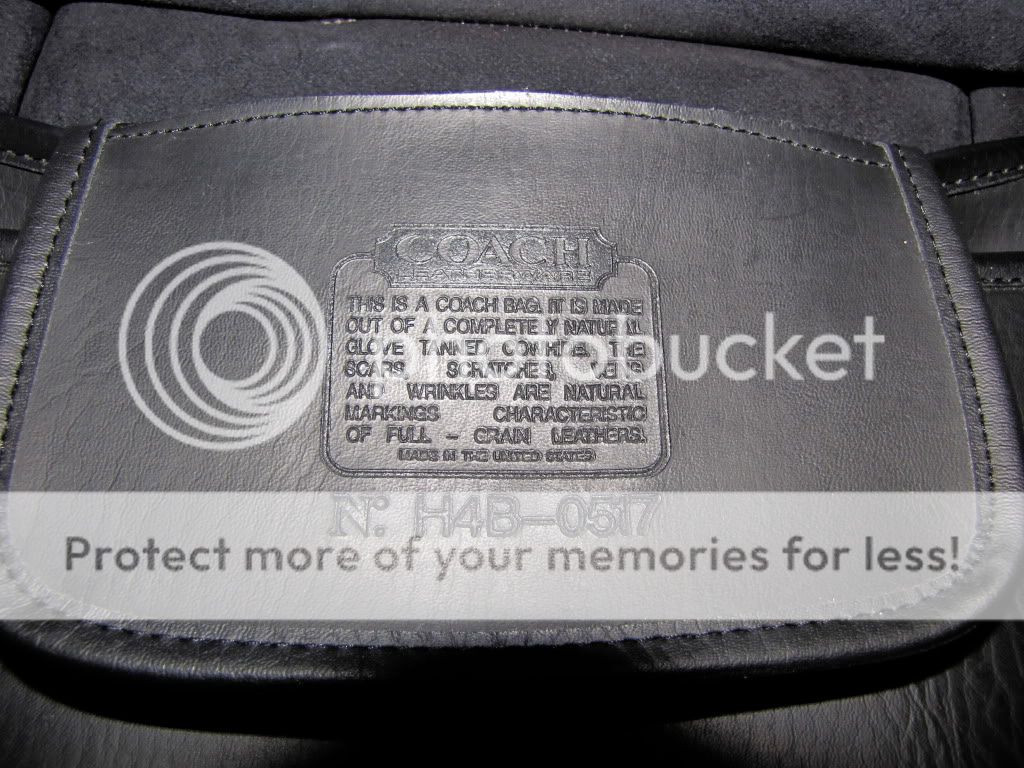 COACH
LEATHERWARE
THIS IS A COACH BAG. IT IS MADE
OUT OF A COMPLETE Y NATURAL
GLOVE TANNED COWHIDE. THE
SCARS SCRATCHES, VEINS
AND WRINKLES ARE NATURAL
MARKINGS CHARACTERISTIC
OF FULL - GRAIN LEATHERS.
MADE IN THE UNITED STATES
Nº H4B-0517
photobucket
Protect more of your memories for less!